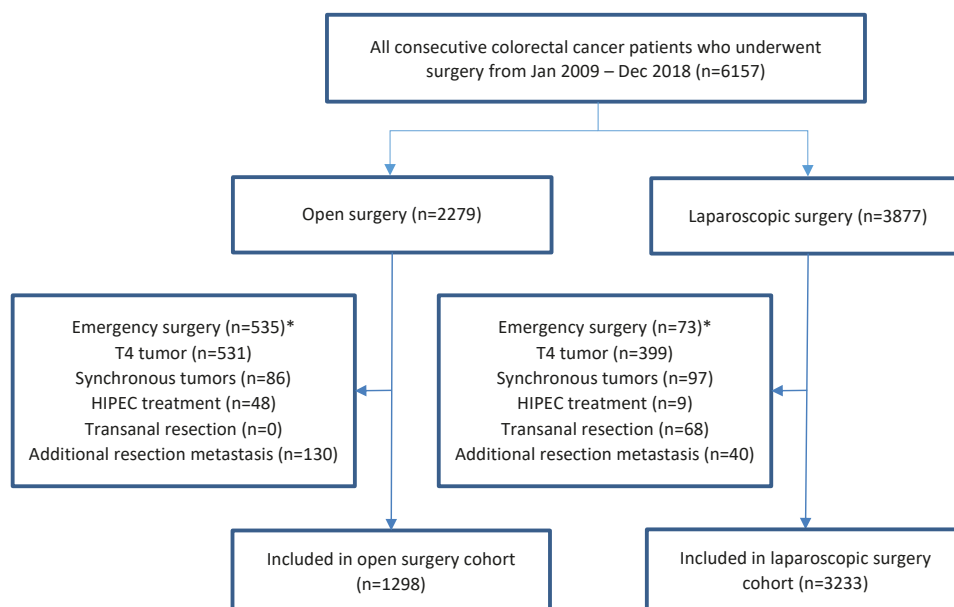 All consecutive colorectal cancer patients who underwent
surgery from Jan 2009 – Dec 2018 (n=6157)
Open surgery (n=2279)
Laparoscopic surgery (n=3877)
Emergency surgery (n=535)*
T4 tumor (n=531)
Synchronous tumors (n=86)
HIPEC treatment (n=48)
Transanal resection (n=0)
Additional resection metastasis (n=130)
Emergency surgery (n=73)*
T4 tumor (n=399)
Synchronous tumors (n=97)
HIPEC treatment (n=9)
Transanal resection (n=68)
Additional resection metastasis (n=40)
Included in open surgery cohort
(n=1298)
Included in laparoscopic surgery
cohort (n=3233)